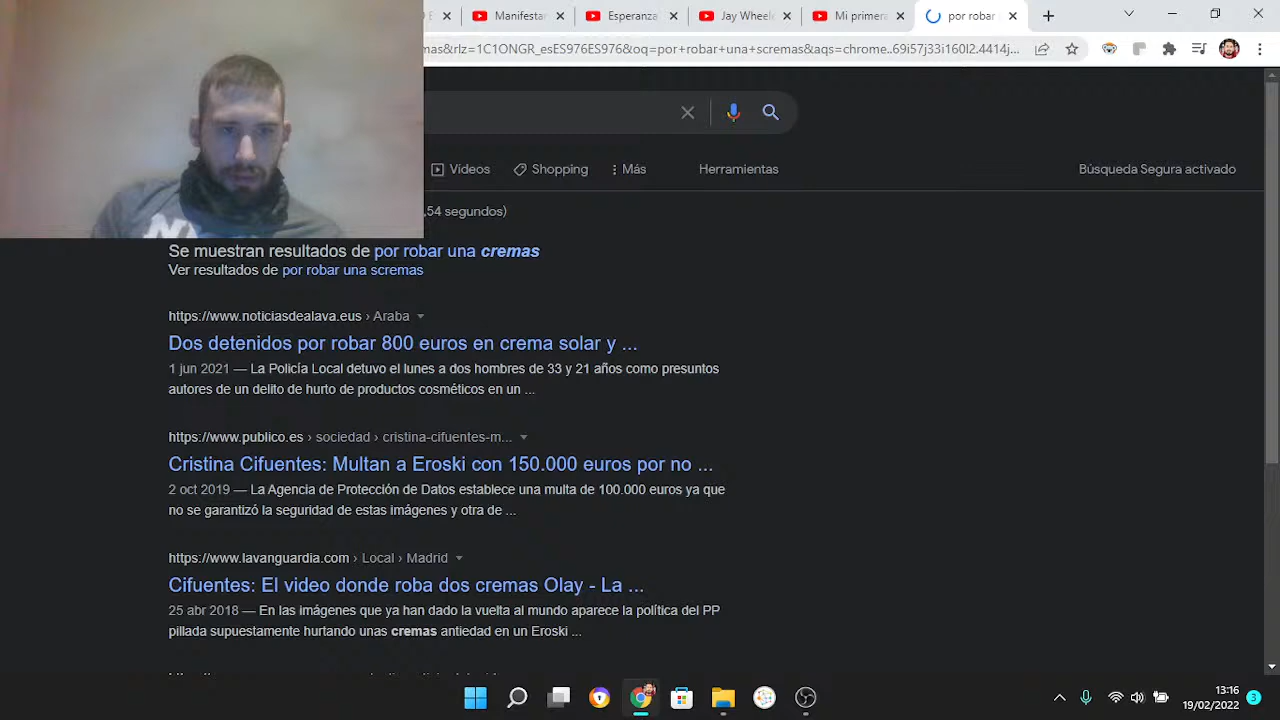 Manifestar
Esperanza
Jay Wheele
Mi primera
por robar
mas&rlz=1C1ONGR_esES976ES976&oq=por+robar+una+scremas&aqs=chrome..69i57j33i160l2.4414j...
Vídeos
Shopping
Más
Herramientas
Búsqueda Segura activado
,54 segundos)
Se muestran resultados de por robar una cremas
Ver resultados de por robar una scremas
https://www.noticiasdealava.eus › Araba
Dos detenidos por robar 800 euros en crema solar y ...
1 jun 2021 — La Policía Local detuvo el lunes a dos hombres de 33 y 21 años como presuntos
autores de un delito de hurto de productos cosméticos en un ...
https://www.publico.es › sociedad › cristina-cifuentes-m...
Cristina Cifuentes: Multan a Eroski con 150.000 euros por no ...
2 oct 2019 — La Agencia de Protección de Datos establece una multa de 100.000 euros ya que
no se garantizó la seguridad de estas imágenes y otra de ...
https://www.lavanguardia.com › Local › Madrid
Cifuentes: El video donde roba dos cremas Olay - La ...
25 abr 2018 — En las imágenes que ya han dado la vuelta al mundo aparece la política del PP
pillada supuestamente hurtando unas cremas antiedad en un Eroski ...
13:16
19/02/2022
3